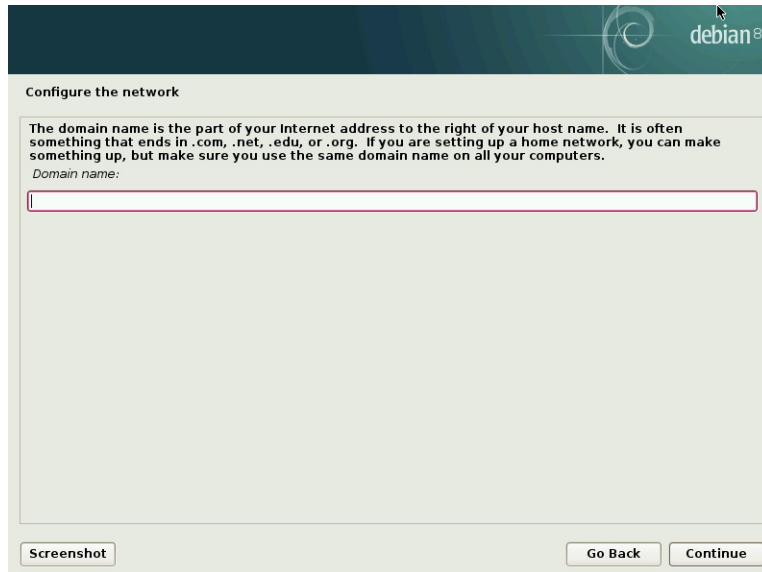 debian 8
Configure the network
The domain name is the part of your Internet address to the right of your host name.  It is often
something that ends in .com, .net, .edu, or .org.  If you are setting up a home network, you can make
something up, but make sure you use the same domain name on all your computers.
Domain name:
Screenshot
Go Back
Continue